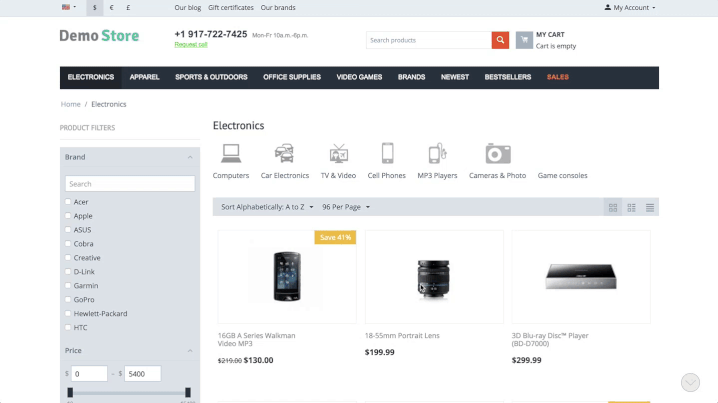 $ € £ Our blog Gift certificates Our brands My Account
Demo Store
+1 917-722-7425 Mon-Fr 10a.m.-6p.m.
Request call
Search products
MY CART
Cart is empty
ELECTRONICS APPAREL SPORTS & OUTDOORS OFFICE SUPPLIES VIDEO GAMES BRANDS NEWEST BESTSELLERS SALES
Home / Electronics
PRODUCT FILTERS
Brand
Search
Acer
Apple
ASUS
Cobra
Creative
D-Link
Garmin
GoPro
Hewlett-Packard
HTC
Price
$ 0 - $ 5400
Electronics
Computers Car Electronics TV & Video Cell Phones MP3 Players Cameras & Photo Game consoles
Sort Alphabetically: A to Z 96 Per Page
Save 41%
16GB A Series Walkman
Video MP3
$219.00 $130.00
18-55mm Portrait Lens
$199.99
3D Blu-ray Disc™ Player
(BD-D7000)
$299.99